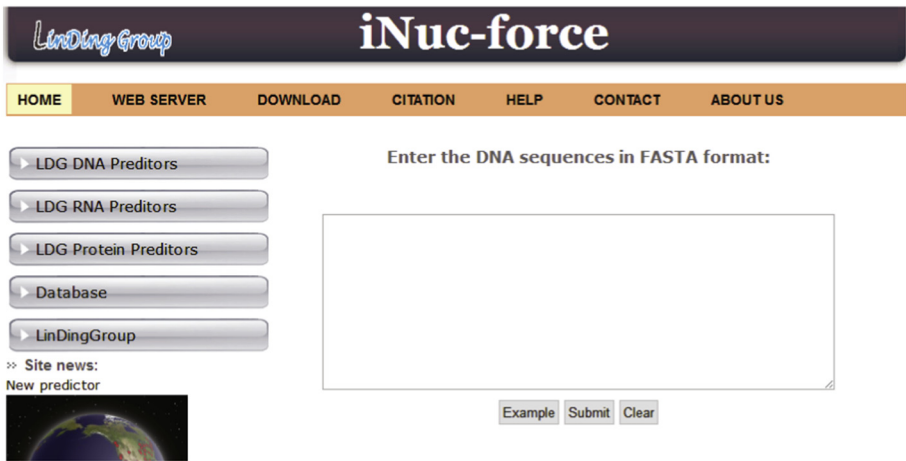 LinDing Group
iNuc-force
HOME WEB SERVER DOWNLOAD CITATION HELP CONTACT ABOUT US
LDG DNA Preditors
LDG RNA Preditors
LDG Protein Preditors
Database
LinDingGroup
» Site news:
New predictor
Enter the DNA sequences in FASTA format:
Example Submit Clear